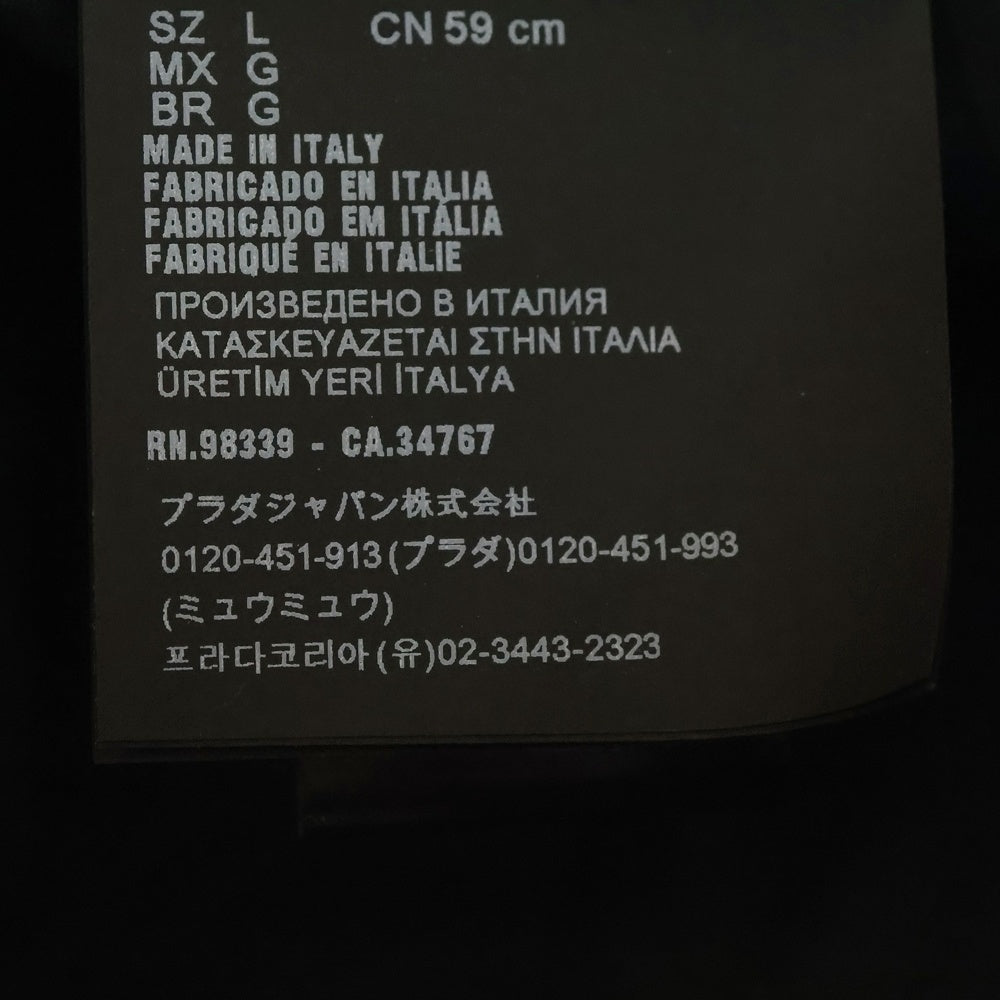 SZ L CN 59 cm
MX G
BR G
MADE IN ITALY
FABRICADO EN ITALIA
FABRICADO EM ITÁLIA
FABRIQUÉ EN ITALIE
ПРОИЗВЕДЕНО В ИТАЛИЯ
ΚΑΤΑΣΚΕΥΑΖΕΤΑΙ ΣΤΗΝ ΙΤΑΛΙΑ
ÜRETİM YERİ İTALYA
RN.98339 - CA.34767
プラダジャパン株式会社
0120-451-913(プラダ)0120-451-993
(ミュウミュウ)
프라다코리아(유)02-3443-2323